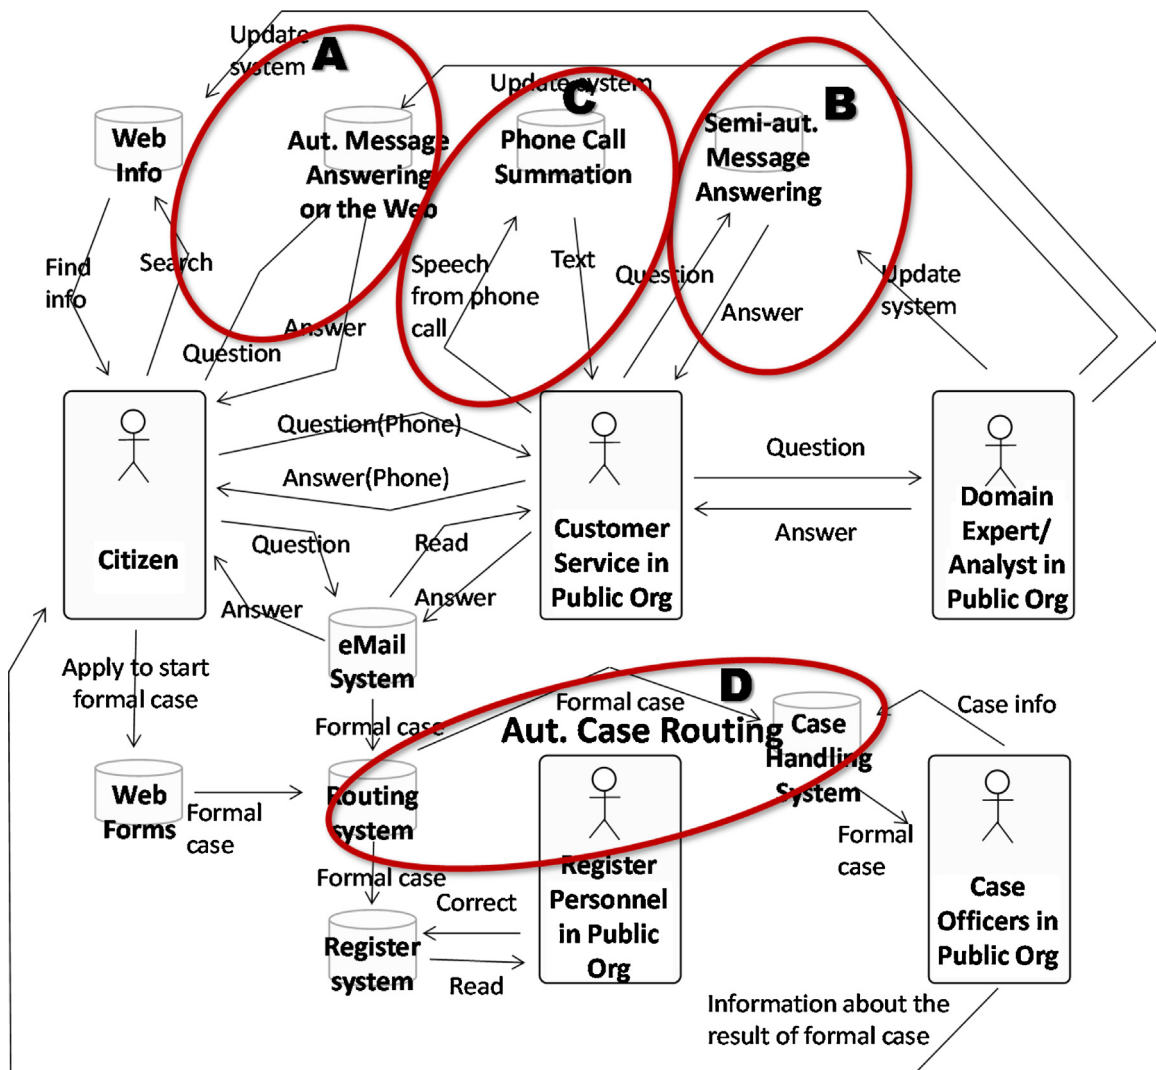 Update
system
A
Update system
C
B
Web
Info
Aut. Message
Answering
on the Web
Phone Call
Summation
Semi-aut.
Message
Answering
Find
info
Search
Speech
from phone
call
Text
Question
Answer
Update
system
Question
Answer
Question(Phone)
Answer(Phone)
Question
Answer
Citizen
Customer
Service in
Public Org
Domain
Expert/
Analyst in
Public Org
Question
Read
Answer
Answer
eMail
System
Apply to start
formal case
Formal case
Formal case
D
Aut. Case Routing
Case
Handling
System
Case info
Web
Forms
Formal
case
Routing
system
Formal
case
Formal case
Register
Personnel
in Public
Org
Case
Officers in
Public Org
Correct
Register
system
Read
Information about the
result of formal case